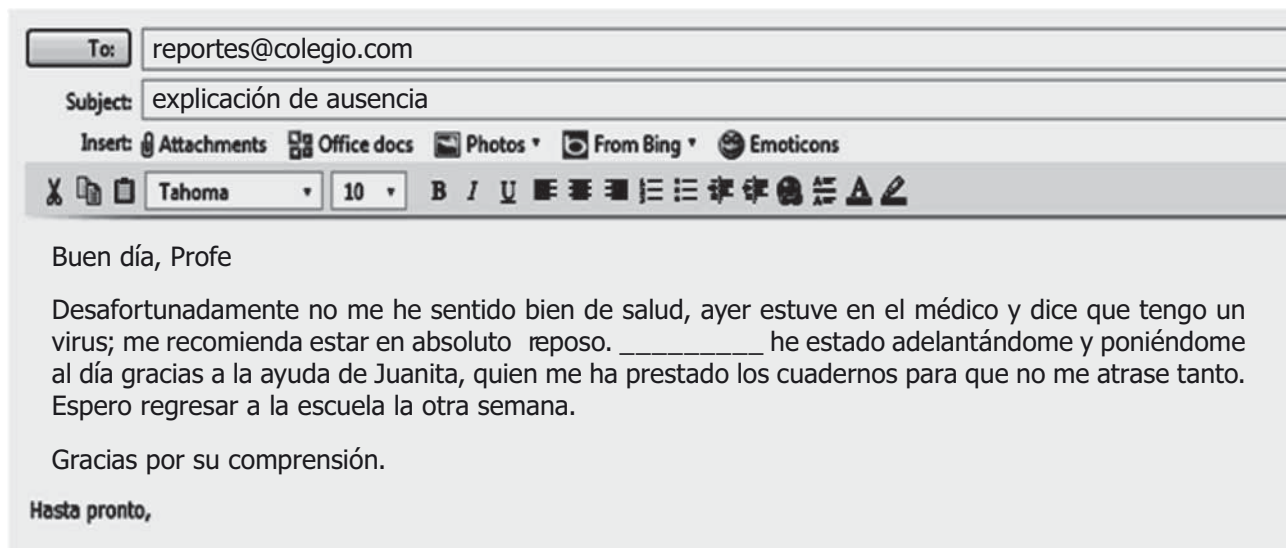 To: reportes@colegio.com
Subject: explicación de ausencia
Insert: Attachments Office docs Photos From Bing Emoticons
Tahoma 10 B I U A
Buen día, Profe
Desafortunadamente no me he sentido bien de salud, ayer estuve en el médico y dice que tengo un
virus; me recomienda estar en absoluto reposo. _________ he estado adelantándome y poniéndome
al día gracias a la ayuda de Juanita, quien me ha prestado los cuadernos para que no me atrase tanto.
Espero regresar a la escuela la otra semana.
Gracias por su comprensión.
Hasta pronto,